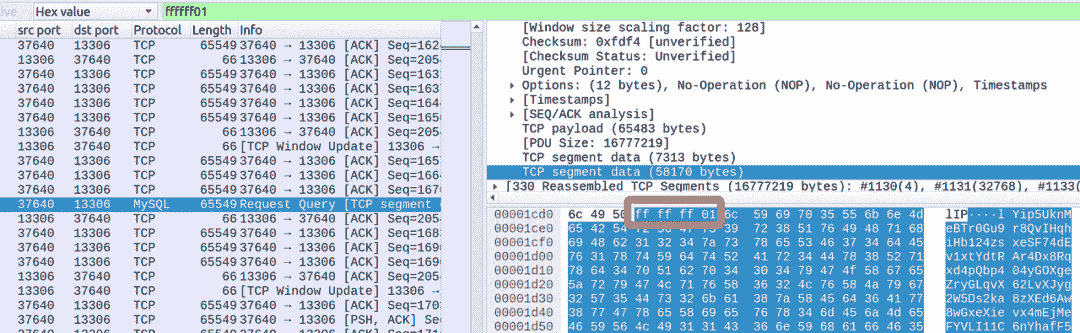 ive Hex value ffffff01
src port dst port Protocol Length Info
37640 13306 TCP 65549 37640 → 13306 [ACK] Seq=162
13306 37640 TCP 66 13306 → 37640 [ACK] Seq=205
37640 13306 TCP 65549 37640 → 13306 [ACK] Seq=163
37640 13306 TCP 65549 37640 → 13306 [ACK] Seq=163
37640 13306 TCP 65549 37640 → 13306 [ACK] Seq=164
37640 13306 TCP 65549 37640 → 13306 [ACK] Seq=165
13306 37640 TCP 66 13306 → 37640 [ACK] Seq=205
13306 37640 TCP 66 [TCP Window Update] 13306 →
37640 13306 TCP 65549 37640 → 13306 [ACK] Seq=165
37640 13306 TCP 65549 37640 → 13306 [ACK] Seq=166
37640 13306 TCP 65549 37640 → 13306 [ACK] Seq=167
37640 13306 MySQL 65549 Request Query [TCP segment
37640 13306 TCP 65549 37640 → 13306 [ACK] Seq=168
13306 37640 TCP 66 13306 → 37640 [ACK] Seq=205
37640 13306 TCP 65549 37640 → 13306 [ACK] Seq=169
37640 13306 TCP 65549 37640 → 13306 [ACK] Seq=169
13306 37640 TCP 66 13306 → 37640 [ACK] Seq=205
13306 37640 TCP 66 [TCP Window Update] 13306 →
37640 13306 TCP 65549 37640 → 13306 [ACK] Seq=170
37640 13306 TCP 65549 37640 → 13306 [PSH, ACK]
[Window size scaling factor: 128]
Checksum: 0xfdf4 [unverified]
[Checksum Status: Unverified]
Urgent Pointer: 0
Options: (12 bytes), No-Operation (NOP), No-Operation (NOP), Timestamps
[Timestamps]
[SEQ/ACK analysis]
TCP payload (65483 bytes)
[PDU Size: 16777219]
TCP segment data (7313 bytes)
TCP segment data (58170 bytes)
[330 Reassembled TCP Segments (16777219 bytes): #1130(4), #1131(32768), #1133(
00001cd0 6c 49 50 ff ff ff 01 6c 59 69 70 35 55 6b 6e 4d lIP····l Yip5UknM
00001ce0 65 42 54 72 38 51 76 49 48 71 68 eBTr0Gu9 r8QvIHqh
00001cf0 69 48 62 31 32 34 7a 73 78 65 53 46 37 34 64 45 iHb124zs xeSF74dE
00001d00 76 31 78 74 59 64 74 52 41 72 34 44 78 38 52 71 v1xtYdtR Ar4Dx8Rq
00001d10 78 64 34 70 51 62 70 34 30 34 79 47 4f 58 67 65 xd4pQbp4 04yGOXge
00001d20 5a 72 79 47 4c 71 76 58 36 32 4c 76 58 4a 79 67 ZryGLqvX 62LvXJyg
00001d30 32 57 35 44 73 32 6b 61 38 7a 58 45 64 36 41 77 2W5Ds2ka 8zXEd6Aw
00001d40 38 77 47 78 65 58 69 65 76 78 34 6d 45 6a 4d 65 8wGxeXie vx4mEjMe
00001d50 46 59 56 4c 49 31 31 43 36 6e 59 68 61 66 46 35 FYVLI11C 6nYhafF5